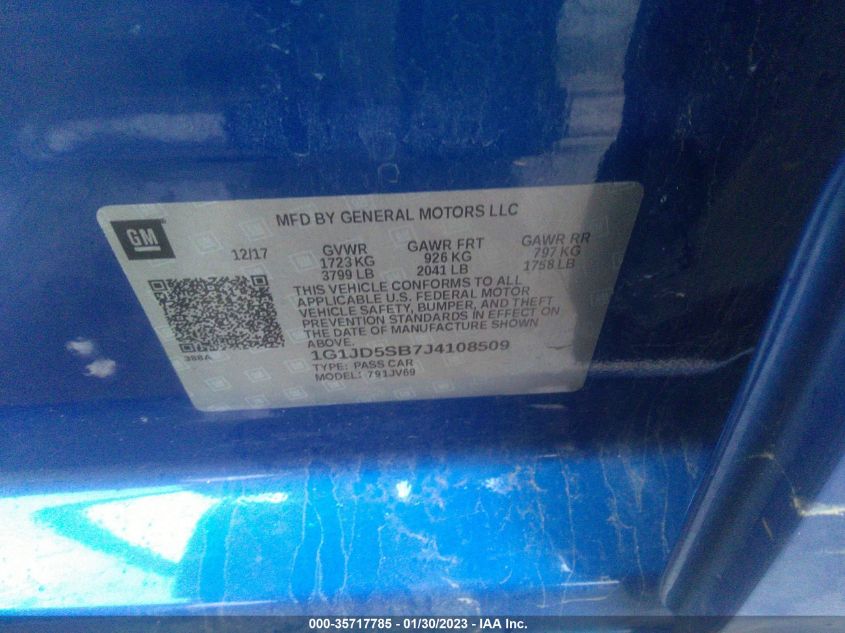 MFD BY GENERAL MOTORS LLC
GM
12/17 GVWR GAWR FRT GAWR RR
1723 KG 926 KG 797 KG
3799 LB 2041 LB 1758 LB
THIS VEHICLE CONFORMS TO ALL
APPLICABLE U.S. FEDERAL MOTOR
VEHICLE SAFETY, BUMPER, AND THEFT
PREVENTION STANDARDS IN EFFECT ON
THE DATE OF MANUFACTURE SHOWN
ABOVE.
388A
1G1JD5SB7J4108509
TYPE: PASS CAR
MODEL: 791JV69
000-35717785 - 01/30/2023 - IAA Inc.